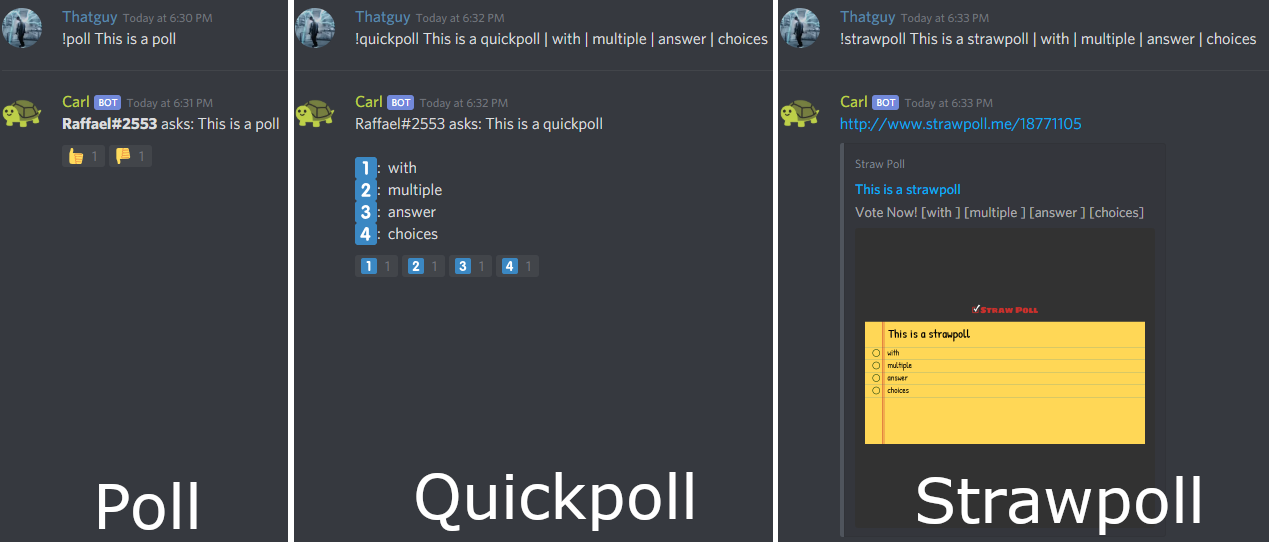 Thatguy Today at 6:30 PM
!poll This is a poll
Carl BOT Today at 6:31 PM
Raffael#2553 asks: This is a poll
👍 1 👎 1
Poll
Thatguy Today at 6:32 PM
!quickpoll This is a quickpoll | with | multiple | answer | choices
Carl BOT Today at 6:32 PM
Raffael#2553 asks: This is a quickpoll
1: with
2: multiple
3: answer
4: choices
1 1 2 1 3 1 4 1
Quickpoll
Thatguy Today at 6:33 PM
!strawpoll This is a strawpoll | with | multiple | answer | choices
Carl BOT Today at 6:33 PM
http://www.strawpoll.me/18771105
Straw Poll
This is a strawpoll
Vote Now! [with ] [multiple ] [answer ] [choices]
STRAW POLL
This is a strawpoll
with
multiple
answer
choices
Strawpoll